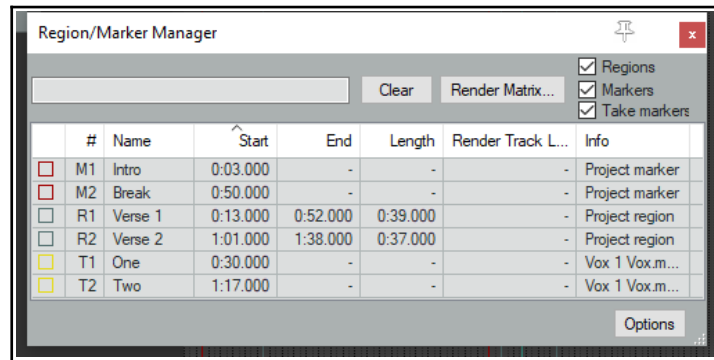 Region/Marker Manager
x
Clear Render Matrix... Regions
Markers
Take markers
# Name Start End Length Render Track L... Info
M1 Intro 0:03.000 - - - Project marker
M2 Break 0:50.000 - - - Project marker
R1 Verse 1 0:13.000 0:52.000 0:39.000 - Project region
R2 Verse 2 1:01.000 1:38.000 0:37.000 - Project region
T1 One 0:30.000 - - - Vox 1 Vox.m...
T2 Two 1:17.000 - - - Vox 1 Vox.m...
Options